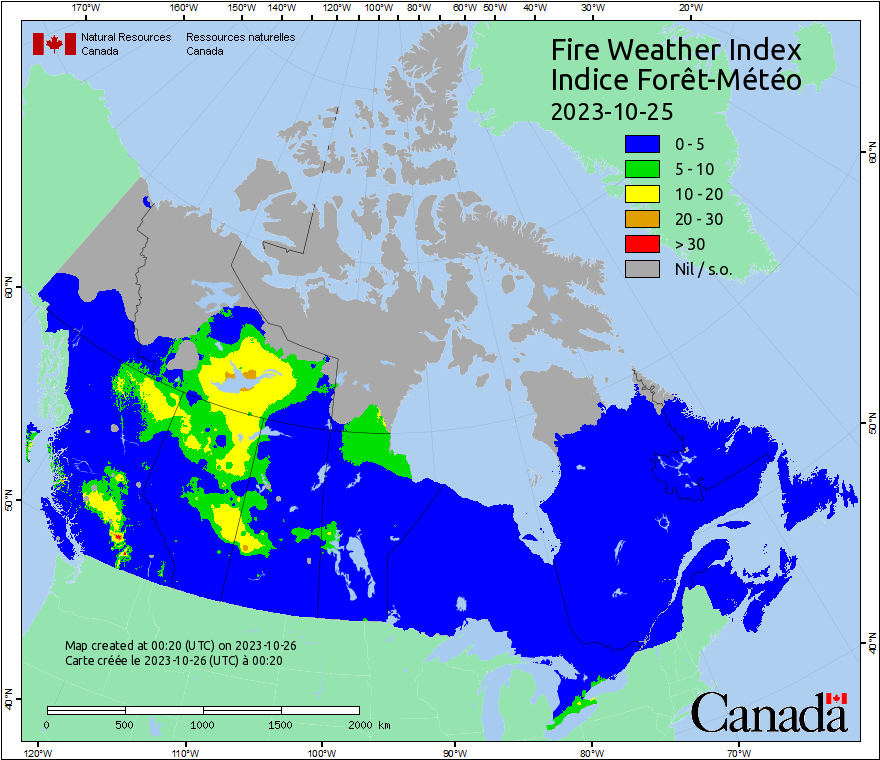 170°W 160°W 150°W 140°W 120°W 100°W 80°W 60°W 50°W 40°W 30°W 20°W
Natural Resources Ressources naturelles
Canada Canada
Fire Weather Index
Indice Forêt-Météo
2023-10-25
0 - 5
5 - 10
10 - 20
20 - 30
> 30
Nil / s.o.
60°N
60°N
50°N
50°N
40°N
40°N
Map created at 00:20 (UTC) on 2023-10-26
Carte créée le 2023-10-26 (UTC) à 00:20
0 500 1000 1500 2000 km
Canada
120°W 110°W 100°W 90°W 80°W 70°W